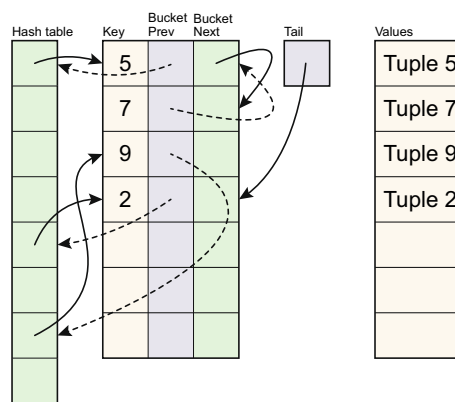 Hash table
Key
Bucket
Prev
Bucket
Next
Tail
Values
5
Tuple 5
7
Tuple 7
9
Tuple 9
2
Tuple 2